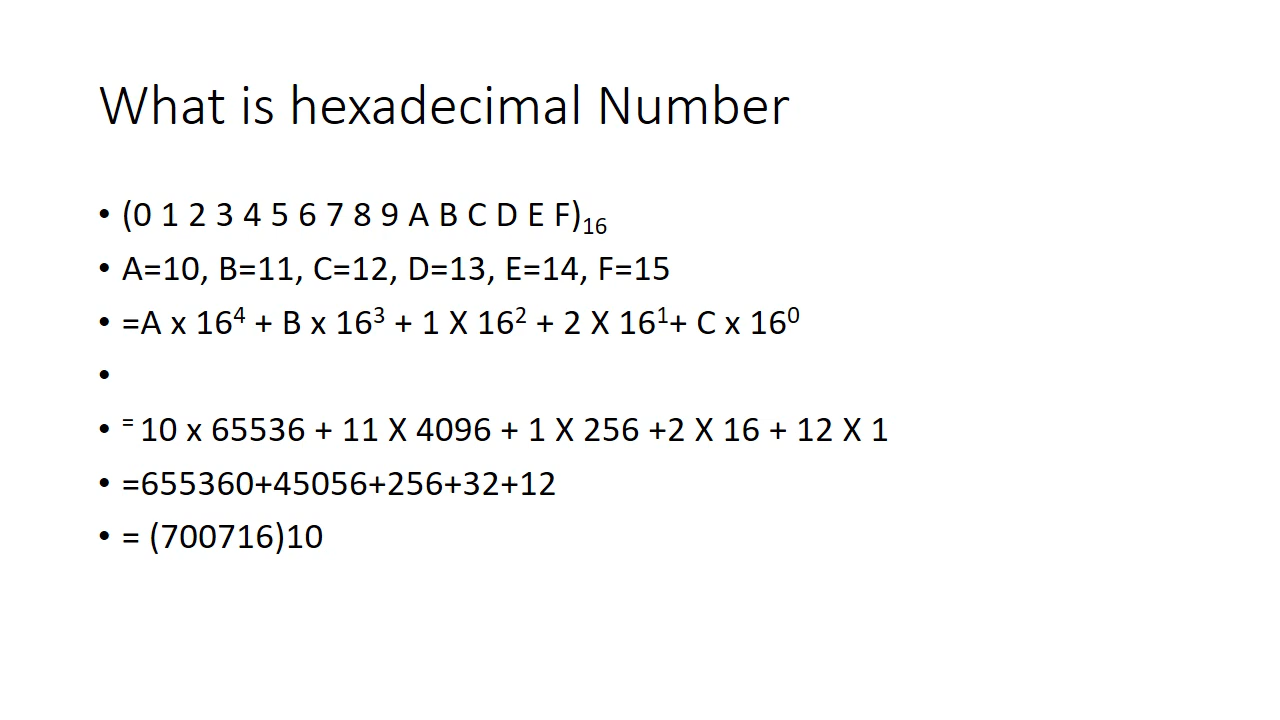 What is hexadecimal Number
• (0 1 2 3 4 5 6 7 8 9 A B C D E F)₁₆
• A=10, B=11, C=12, D=13, E=14, F=15
• =A x 16⁴ + B x 16³ + 1 X 16² + 2 X 16¹+ C x 16⁰
•
• = 10 x 65536 + 11 X 4096 + 1 X 256 +2 X 16 + 12 X 1
• =655360+45056+256+32+12
• = (700716)10